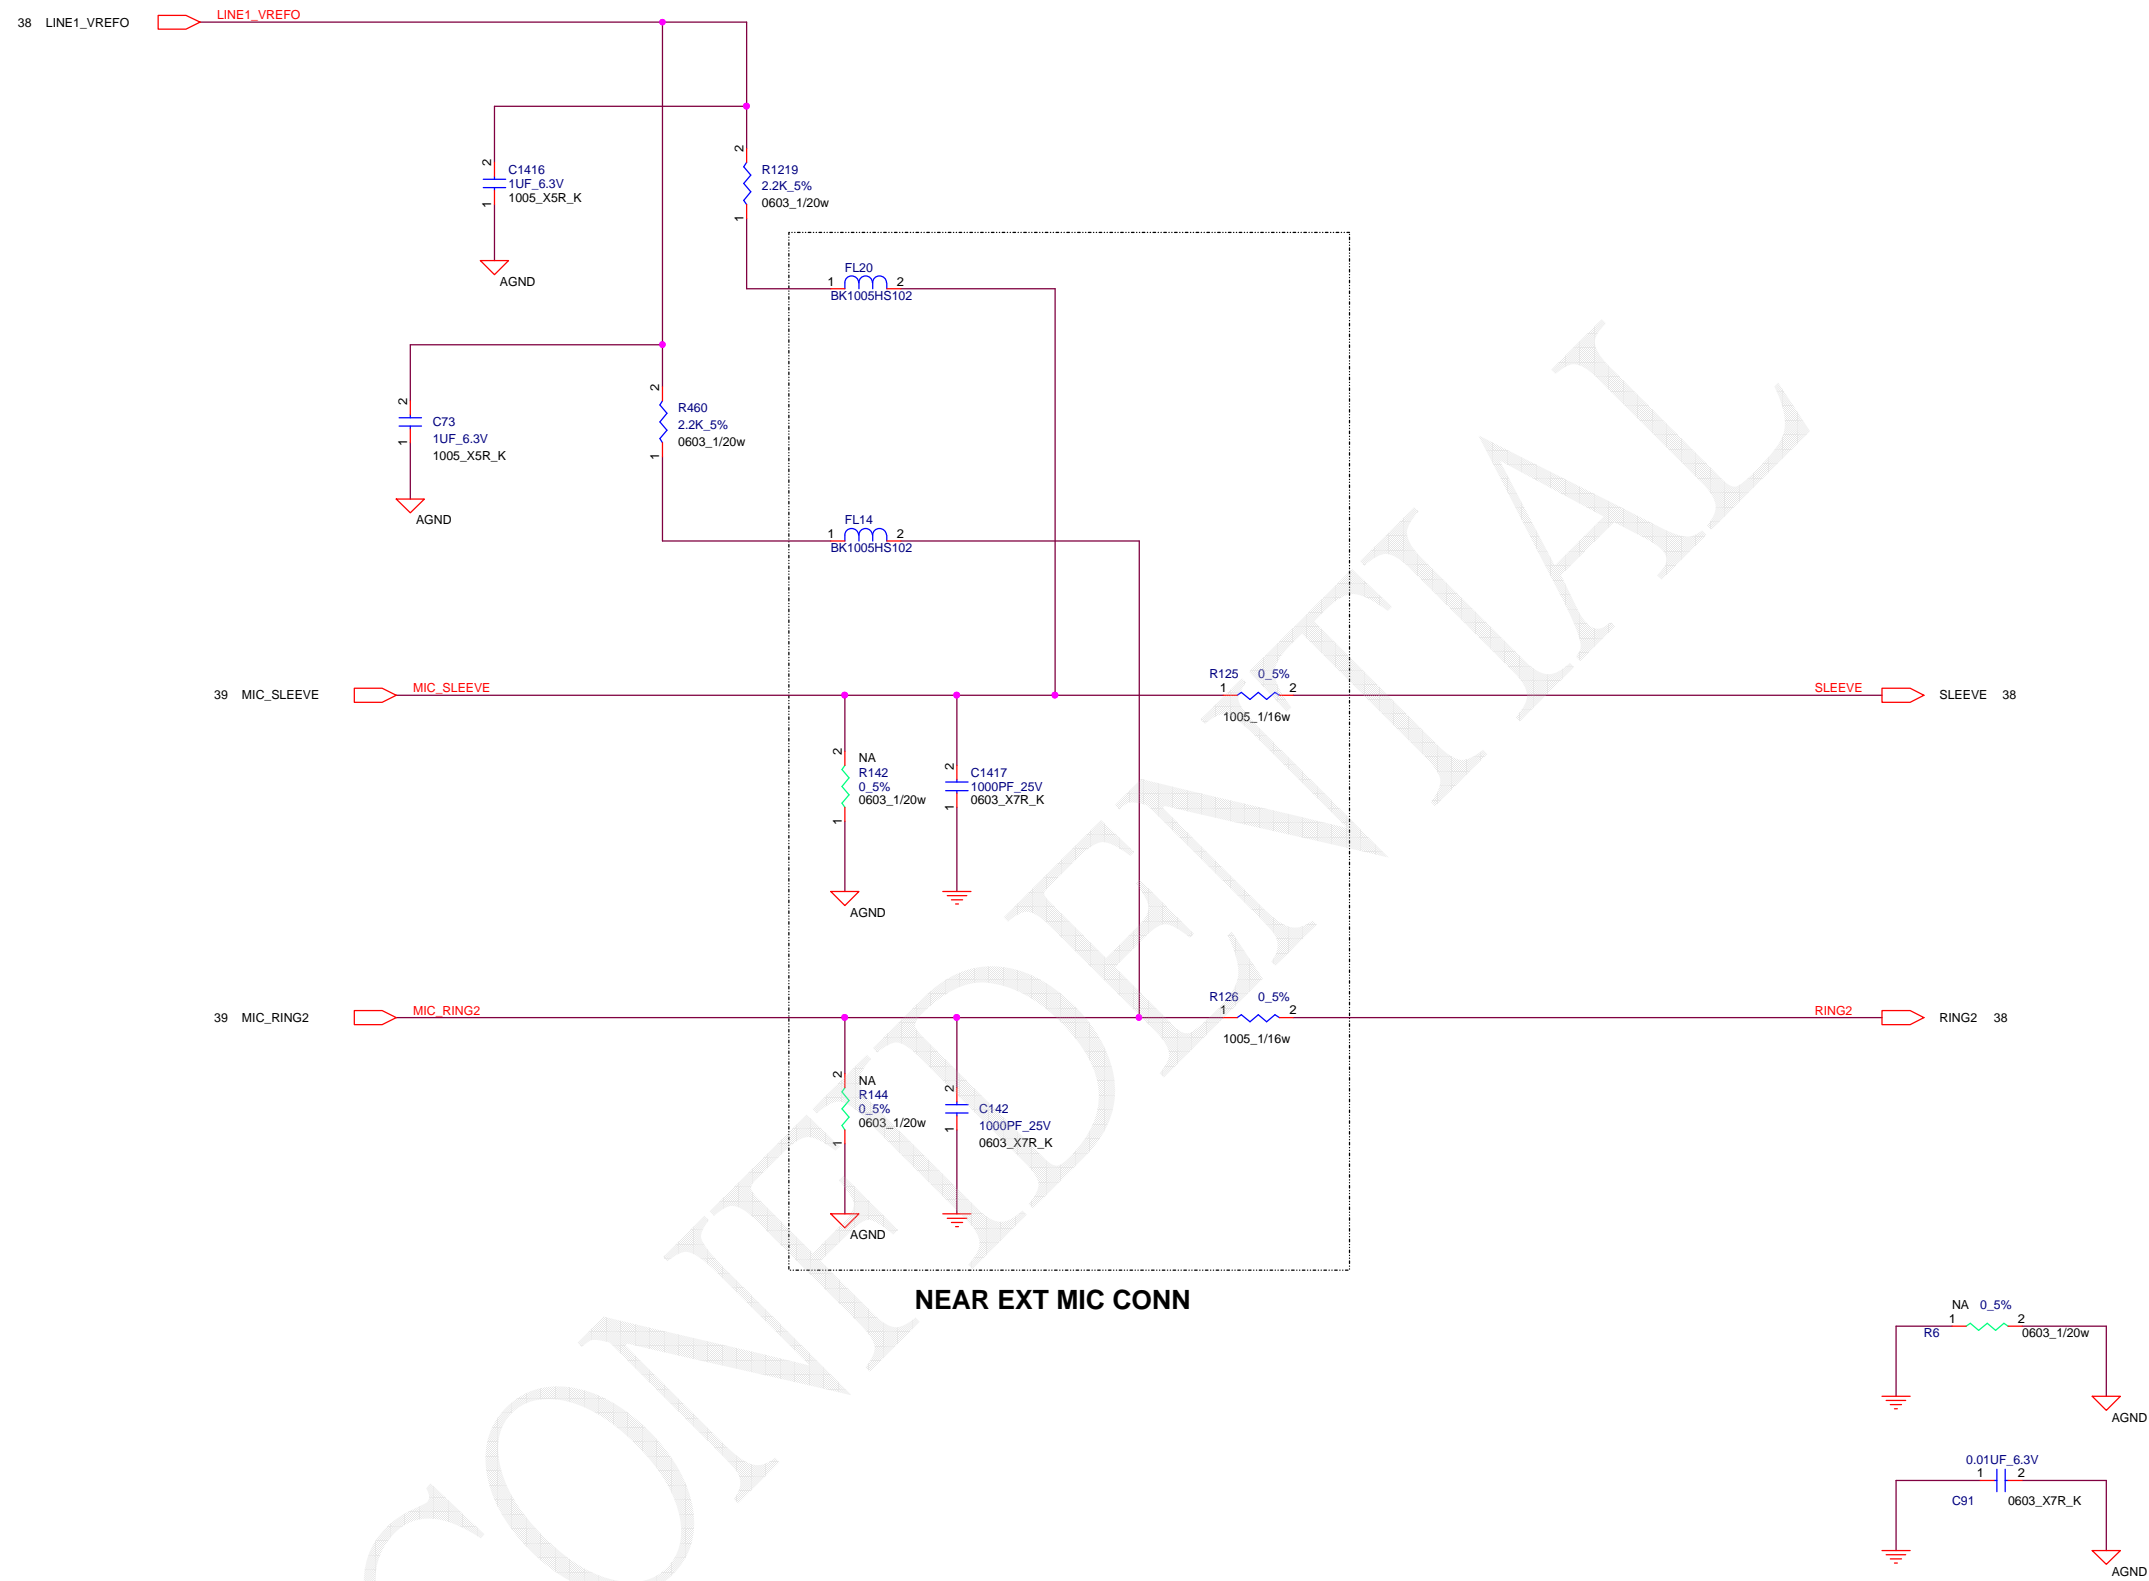 38 LINE1_VREFO
LINE1_VREFO
2
C1416
1UF_6.3V
1005_X5R_K
1
AGND
2
R1219
2.2K_5%
0603_1/20w
1
FL20
1 2
BK1005HS102
2
C73
1UF_6.3V
1005_X5R_K
1
AGND
2
R460
2.2K_5%
0603_1/20w
1
FL14
1 2
BK1005HS102
39 MIC_SLEEVE
MIC_SLEEVE
R125 0_5%
1 2
1005_1/16w
SLEEVE
SLEEVE 38
2
NA
R142
0_5%
0603_1/20w
1
AGND
2
C1417
1000PF_25V
0603_X7R_K
1
39 MIC_RING2
MIC_RING2
R126 0_5%
1 2
1005_1/16w
RING2
RING2 38
2
NA
R144
0_5%
0603_1/20w
1
AGND
2
C142
1000PF_25V
0603_X7R_K
1
NEAR EXT MIC CONN
NA 0_5%
1 2
R6 0603_1/20w
AGND
0.01UF_6.3V
1 2
C91 0603_X7R_K
AGND
CONFIDENTIAL